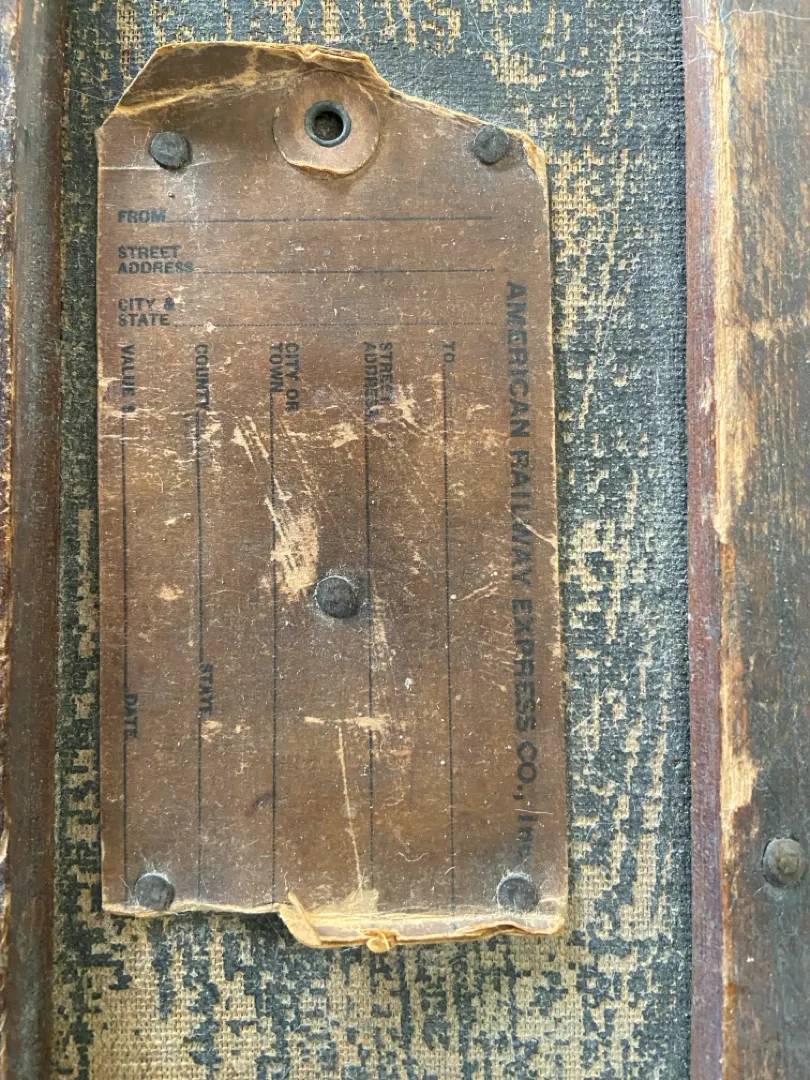 FROM
STREET
ADDRESS
CITY &
STATE
AMERICAN RAILWAY EXPRESS CO., Inc.
TO
STREET
ADDRESS
CITY OR
TOWN
COUNTY STATE
VALUE $ DATE